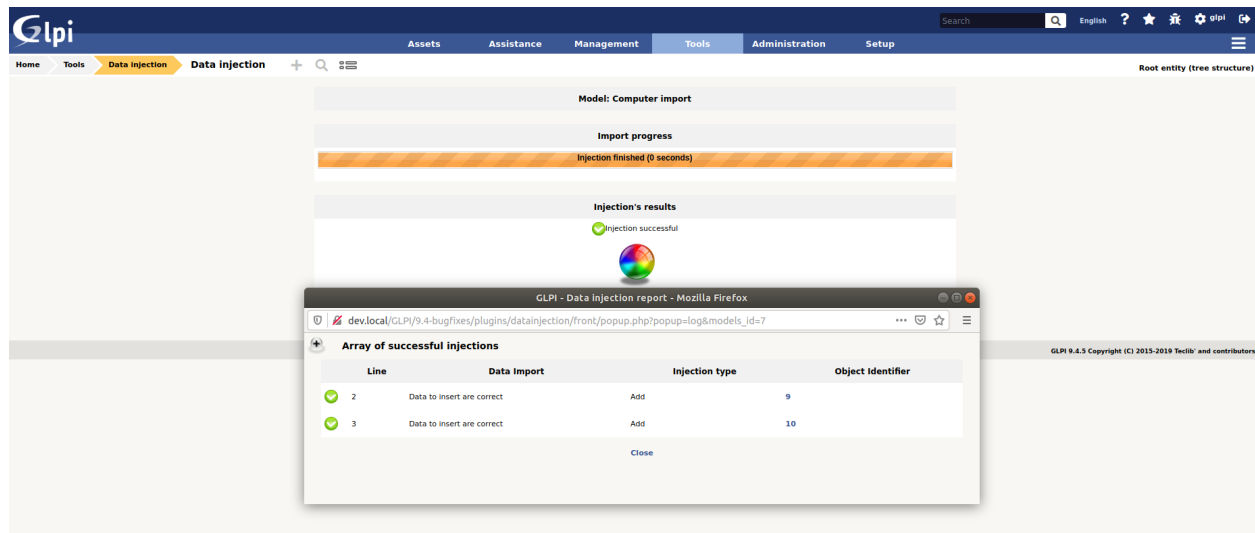 Glpi
Search English ? glpi
Assets Assistance Management Tools Administration Setup
Home Tools Data injection Data injection
Root entity (tree structure)
Model: Computer import
Import progress
Injection finished (0 seconds)
Injection's results
Injection successful
GLPI - Data injection report - Mozilla Firefox
dev.local/GLPI/9.4-bugfixes/plugins/datainjection/front/popup.php?popup=log&models_id=7
Array of successful injections
GLPI 9.4.5 Copyright (C) 2015-2019 Teclib' and contributors
Line Data Import Injection type Object Identifier
2 Data to insert are correct Add 9
3 Data to insert are correct Add 10
Close